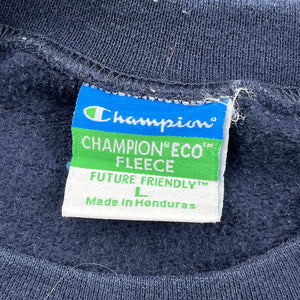 Champion®
CHAMPION® ECO™
FLEECE
FUTURE FRIENDLY™
L
Made in Honduras